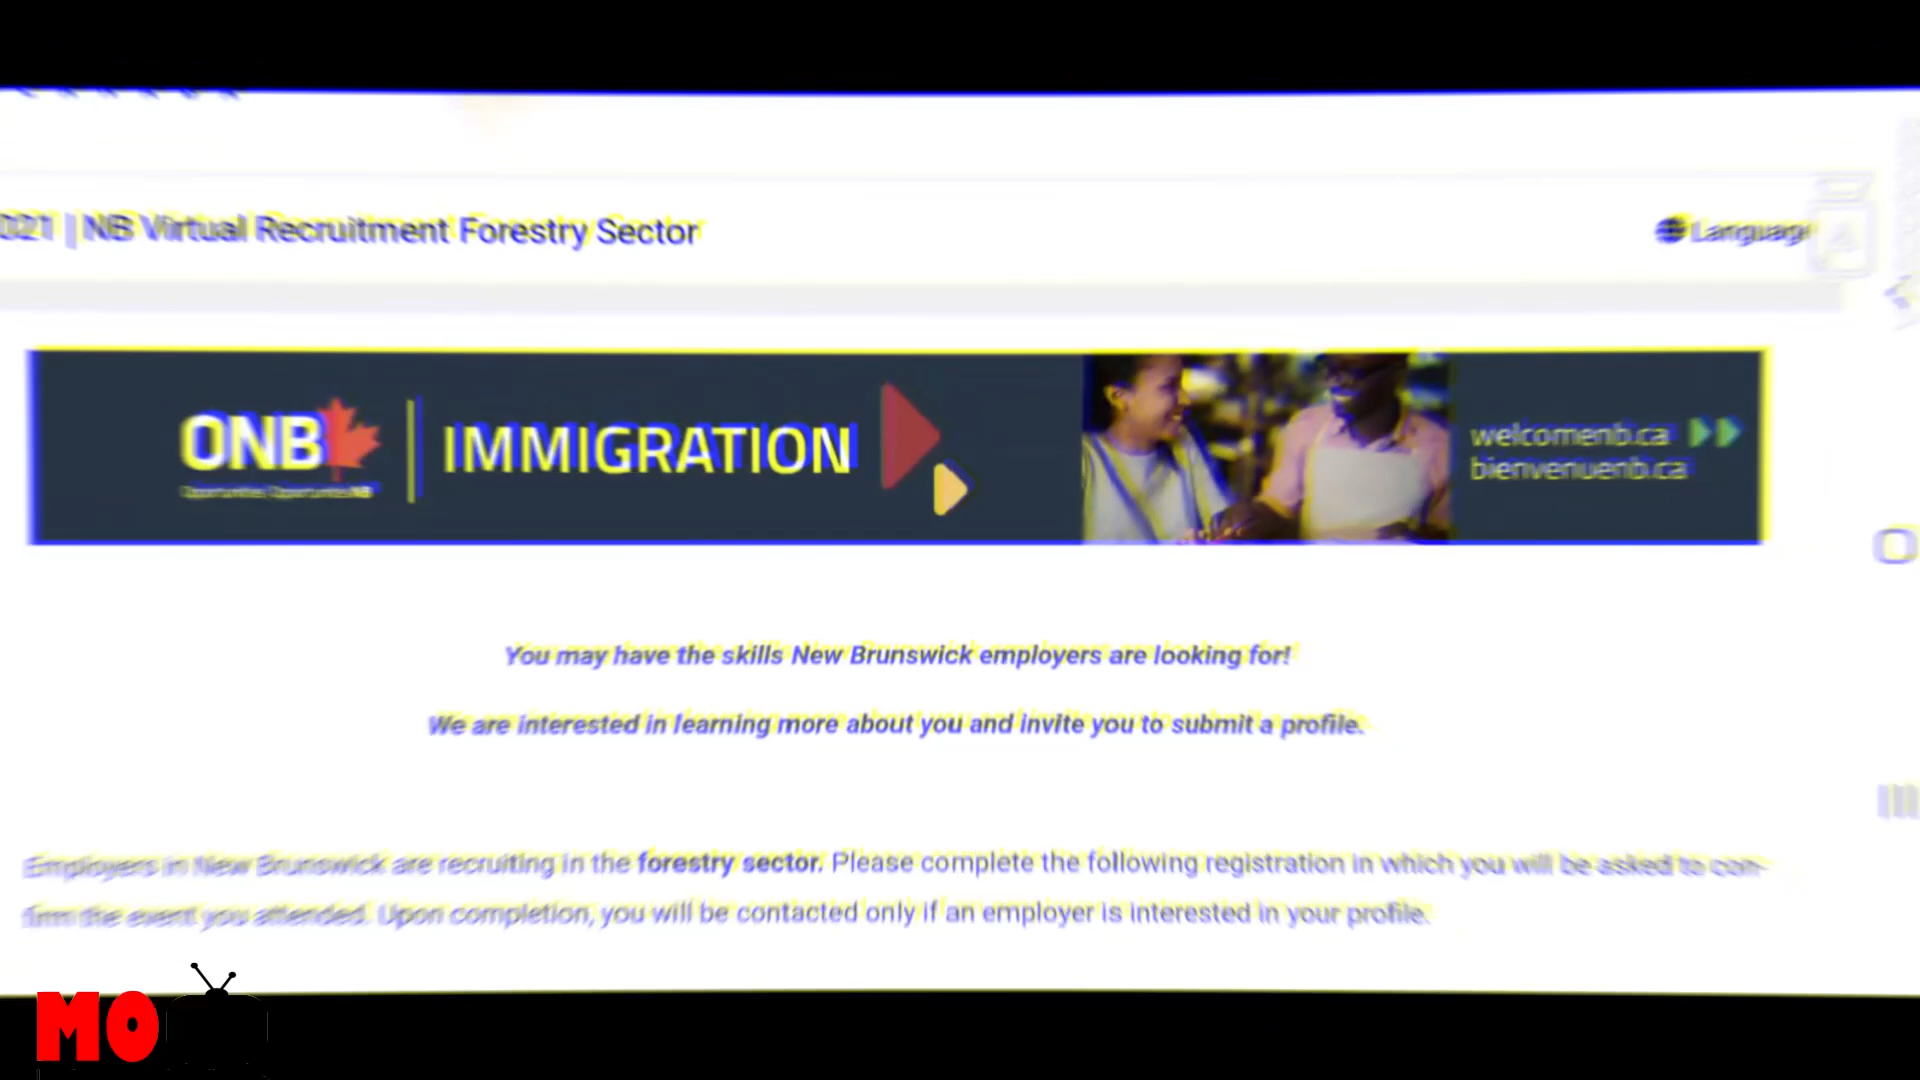 021 | NB Virtual Recruitment Forestry Sector
Language
ONB
IMMIGRATION
welcomenb.ca
bienvenuenb.ca
You may have the skills New Brunswick employers are looking for!
We are interested in learning more about you and invite you to submit a profile.
Employers in New Brunswick are recruiting in the forestry sector. Please complete the following registration in which you will be asked to con-
firm the event you attended. Upon completion, you will be contacted only if an employer is interested in your profile.
MO